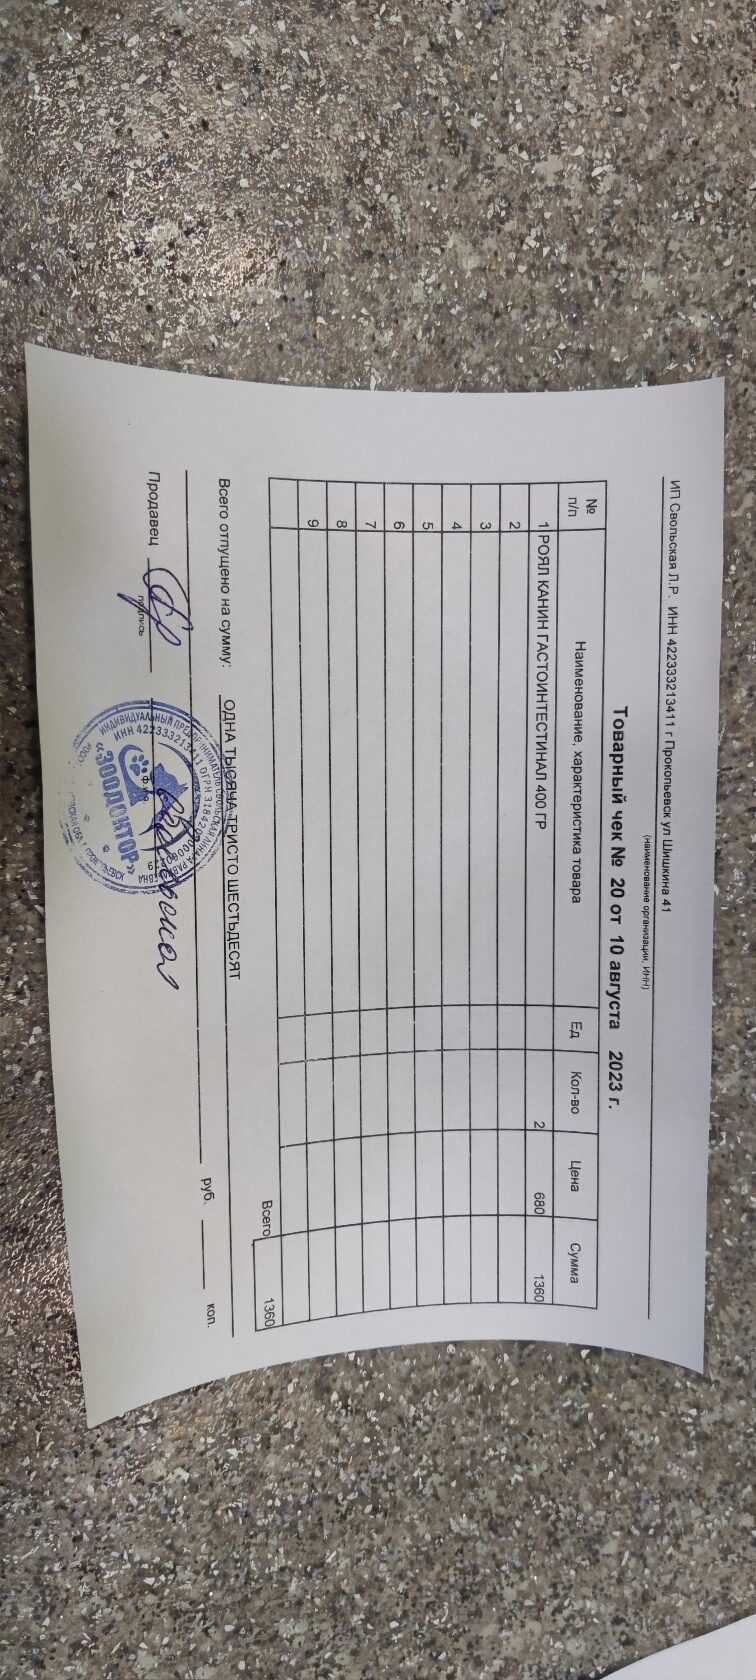 ИП Свольская Л.Р. ИНН 422333213411 г Прокопьевск ул Шишкина 41
(наименование организации, ИНН)
Товарный чек № 20 от 10 августа 2023 г.
№ п/п Наименование, характеристика товара Ед Кол-во Цена Сумма
1 РОЯЛ КАНИН ГАСТОИНТЕСТИНАЛ 400 ГР 2 680 1360
2
3
4
5
6
7
8
9
Всего 1360
Всего отпущено на сумму: ОДНА ТЫСЯЧА ТРИСТО ШЕСТЬДЕСЯТ
руб. коп.
Продавец
подпись
ИНДИВИДУАЛЬНЫЙ ПРЕДПРИНИМАТЕЛЬ СВОЛЬСКАЯ
ИНН 422333213411 ОГРН
«ЗООДОКТОР»